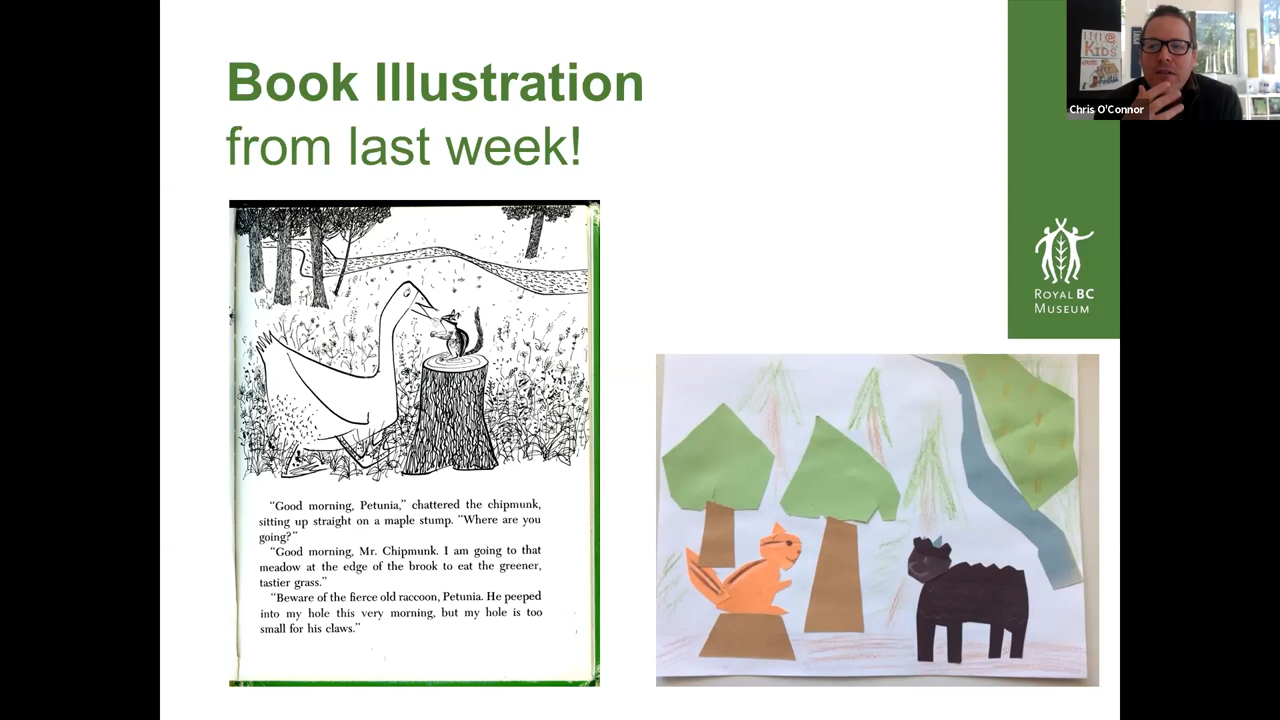 Book Illustration
from last week!
KIDS
Chris O'Connor
ROYAL BC
MUSEUM
“Good morning, Petunia,” chattered the chipmunk,
sitting up straight on a maple stump. “Where are you
going?”
“Good morning, Mr. Chipmunk. I am going to that
meadow at the edge of the brook to eat the greener,
tastier grass.”
“Beware of the fierce old raccoon, Petunia. He peeped
into my hole this very morning, but my hole is too
small for his claws.”